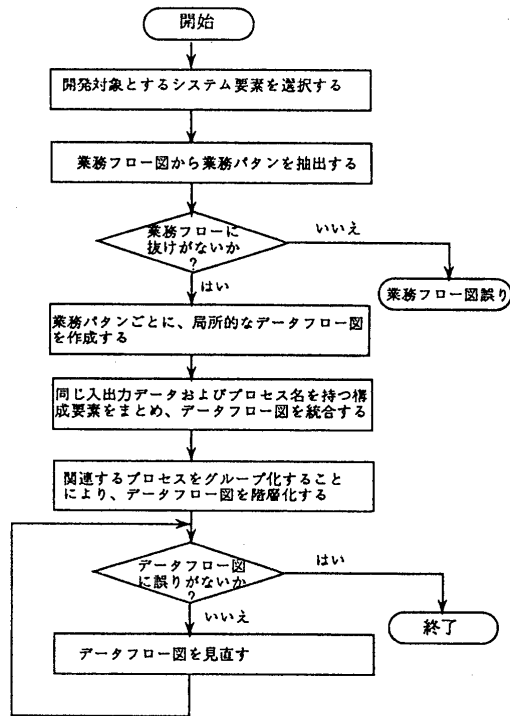 開始
開発対象とするシステム要素を選択する
業務フロー図から業務パタンを抽出する
業務フローに
抜けがないか
?
いいえ
はい
業務フロー図誤り
業務パタンごとに、局所的なデータフロー図
を作成する
同じ入出力データおよびプロセス名を持つ構
成要素をまとめ、データフロー図を統合する
関連するプロセスをグループ化すること
により、データフロー図を階層化する
データフロー図
に誤りがないか
?
はい
いいえ
終了
データフロー図を見直す